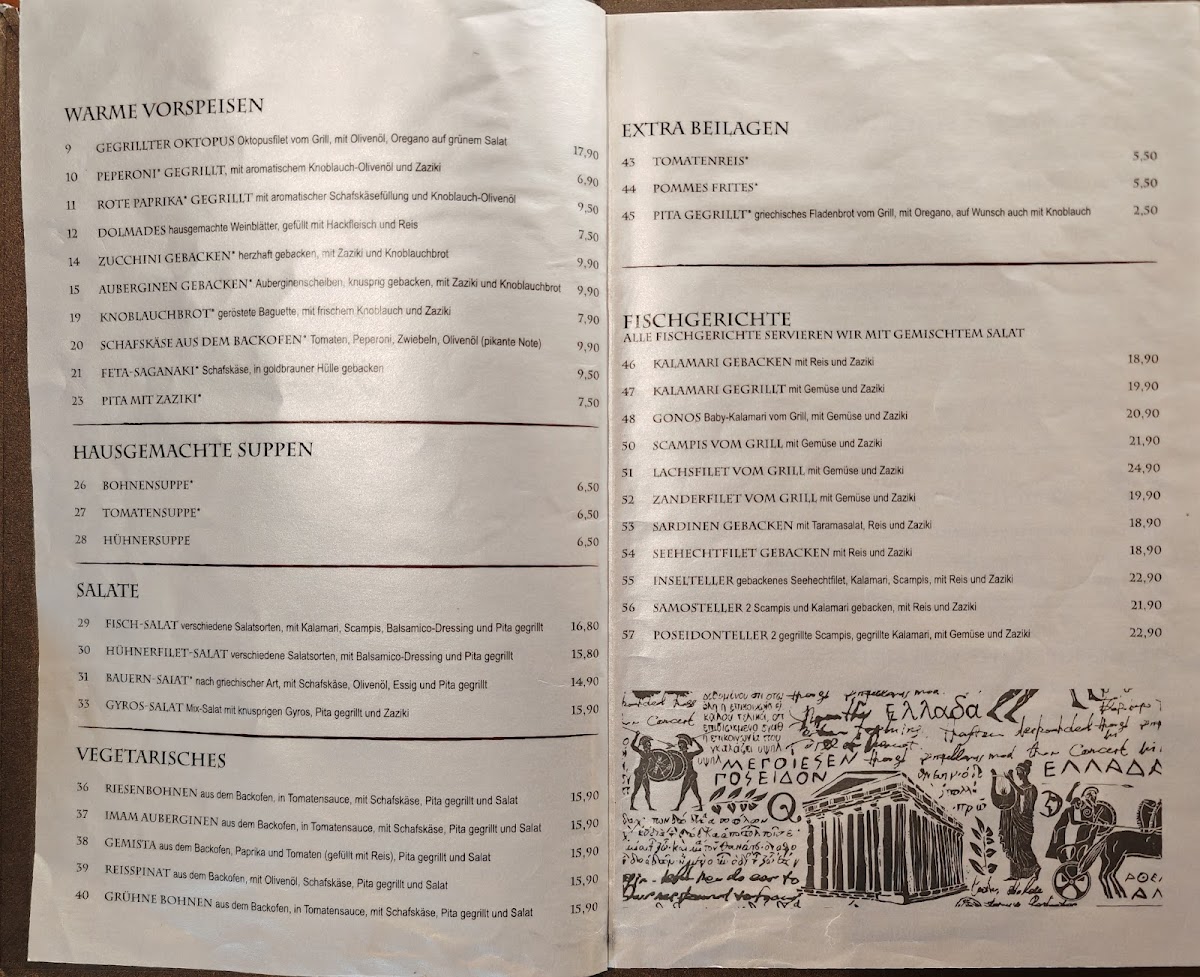 WARME VORSPEISEN
9 GEGRILLTER OKTOPUS Oktopusfilet vom Grill, mit Olivenöl, Oregano auf grünem Salat 17,90
10 PEPERONI* GEGRILLT, mit aromatischem Knoblauch-Olivenöl und Zaziki 6,90
11 ROTE PAPRIKA* GEGRILLT mit aromatischer Schafskäsefüllung und Knoblauch-Olivenöl 9,50
12 DOLMADES hausgemachte Weinblätter, gefüllt mit Hackfleisch und Reis 7,50
14 ZUCCHINI GEBACKEN* herzhaft gebacken, mit Zaziki und Knoblauchbrot 9,90
15 AUBERGINEN GEBACKEN* Auberginenscheiben, knusprig gebacken, mit Zaziki und Knoblauchbrot 9,90
19 KNOBLAUCHBROT* geröstete Baguette, mit frischem Knoblauch und Zaziki 7,90
20 SCHAFSKÄSE AUS DEM BACKOFEN* Tomaten, Peperoni, Zwiebeln, Olivenöl (pikante Note) 9,90
21 FETA-SAGANAKI* Schafskäse, in goldbrauner Hülle gebacken 9,50
23 PITA MIT ZAZIKI* 7,50
HAUSGEMACHTE SUPPEN
26 BOHNENSUPPE* 6,50
27 TOMATENSUPPE* 6,50
28 HÜHNERSUPPE 6,50
SALATE
29 FISCH-SALAT verschiedene Salatsorten, mit Kalamari, Scampis, Balsamico-Dressing und Pita gegrillt 16,80
30 HÜHNERFILET-SALAT verschiedene Salatsorten, mit Balsamico-Dressing und Pita gegrillt 15,80
31 BAUERN-SALAT* nach griechischer Art, mit Schafskäse, Olivenöl, Essig und Pita gegrillt 14,90
33 GYROS-SALAT Mix-Salat mit knusprigen Gyros, Pita gegrillt und Zaziki 15,90
VEGETARISCHES
36 RIESENBOHNEN aus dem Backofen, in Tomatensauce, mit Schafskäse, Pita gegrillt und Salat 15,90
37 IMAM AUBERGINEN aus dem Backofen, in Tomatensauce, mit Schafskäse, Pita gegrillt und Salat 15,90
38 GEMISTA aus dem Backofen, Paprika und Tomaten (gefüllt mit Reis), Pita gegrillt und Salat 15,90
39 REISSPINAT aus dem Backofen, mit Olivenöl, Schafskäse, Pita gegrillt und Salat 15,90
40 GRÜHNE BOHNEN aus dem Backofen, in Tomatensauce, mit Schafskäse, Pita gegrillt und Salat 15,90
EXTRA BEILAGEN
43 TOMATENREIS* 5,50
44 POMMES FRITES* 5,50
45 PITA GEGRILLT* griechisches Fladenbrot vom Grill, mit Oregano, auf Wunsch auch mit Knoblauch 2,50
FISCHGERICHTE
ALLE FISCHGERICHTE SERVIEREN WIR MIT GEMISCHTEM SALAT
46 KALAMARI GEBACKEN mit Reis und Zaziki 18,90
47 KALAMARI GEGRILLT mit Gemüse und Zaziki 19,90
48 GONOS Baby-Kalamari vom Grill, mit Gemüse und Zaziki 20,90
50 SCAMPIS VOM GRILL mit Gemüse und Zaziki 21,90
51 LACHSFILET VOM GRILL mit Gemüse und Zaziki 24,90
52 ZANDERFILET VOM GRILL mit Gemüse und Zaziki 19,90
53 SARDINEN GEBACKEN mit Taramasalat, Reis und Zaziki 18,90
54 SEEHECHTFILET GEBACKEN mit Reis und Zaziki 18,90
55 INSELTELLER gebackenes Seehechtfilet, Kalamari, Scampis, mit Reis und Zaziki 22,90
56 SAMOSTELLER 2 Scampis und Kalamari gebacken, mit Reis und Zaziki 21,90
57 POSEIDONTELLER 2 gegrillte Scampis, gegrillte Kalamari, mit Gemüse und Zaziki 22,90
Ελλαδα
ΜΕΓΟΙΕΣΕΝ
ΓΟΣΕΙΔΟΝ
ΕΛΛΑΔΑ